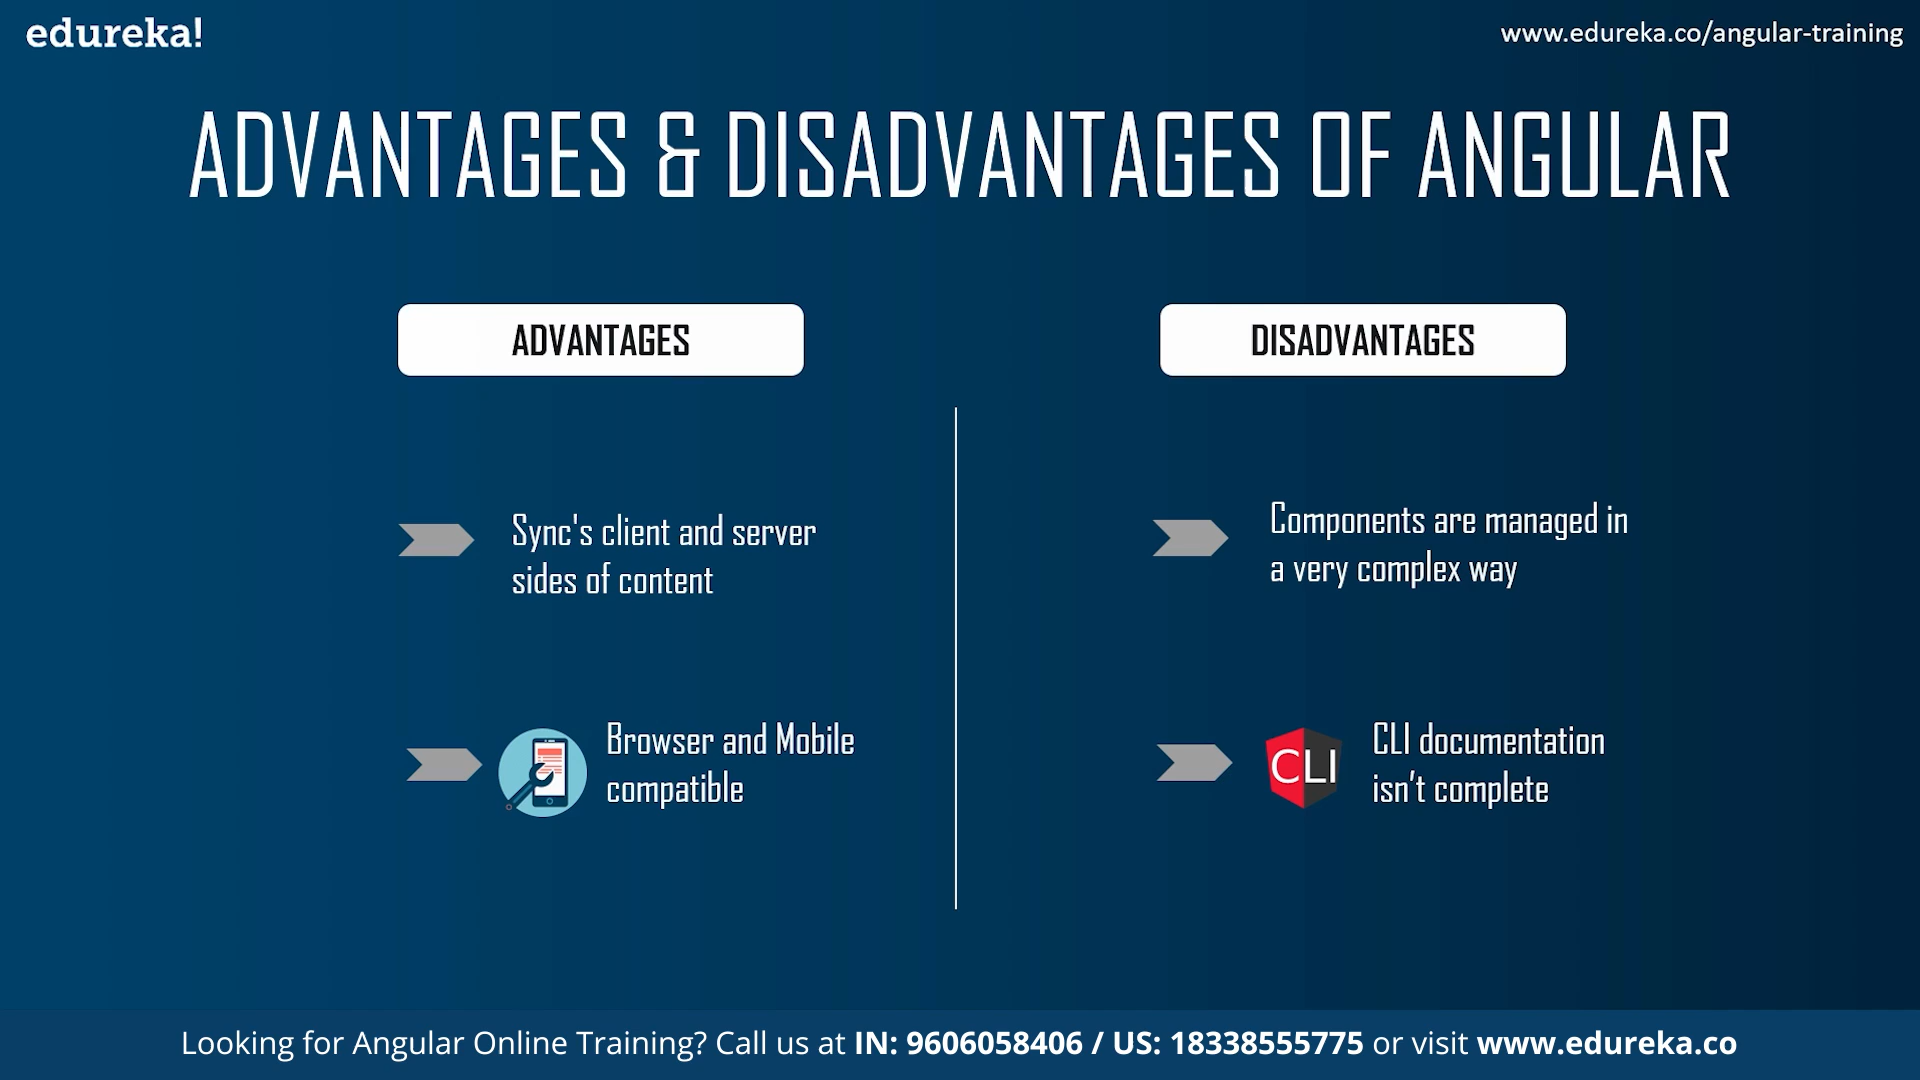 edureka!
www.edureka.co/angular-training
ADVANTAGES & DISADVANTAGES OF ANGULAR
ADVANTAGES
Sync's client and server
sides of content
Browser and Mobile
compatible
DISADVANTAGES
Components are managed in
a very complex way
CLI
CLI documentation
isn’t complete
Looking for Angular Online Training? Call us at IN: 9606058406 / US: 18338555775 or visit www.edureka.co